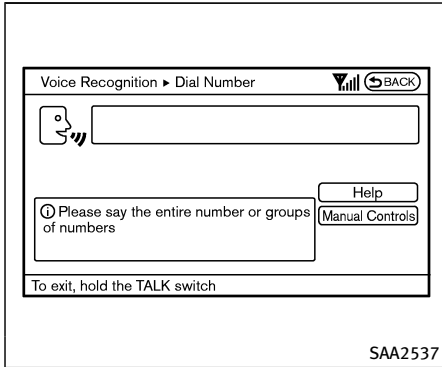 Voice Recognition ▸ Dial Number BACK
Help
Please say the entire number or groups
of numbers
Manual Controls
To exit, hold the TALK switch
SAA2537